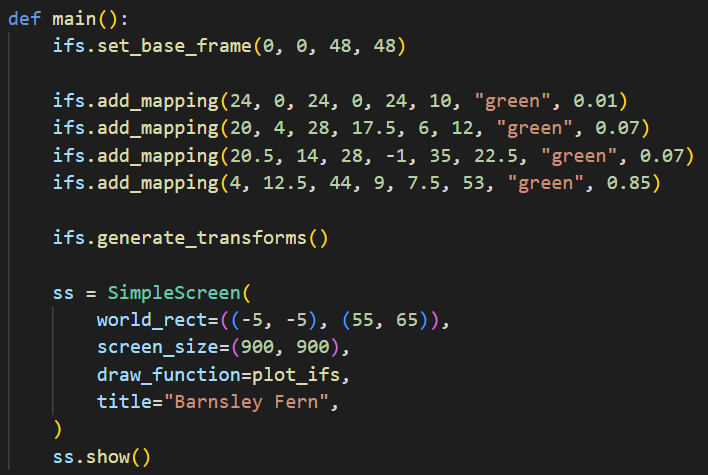 def main():
    ifs.set_base_frame(0, 0, 48, 48)

    ifs.add_mapping(24, 0, 24, 0, 24, 10, "green", 0.01)
    ifs.add_mapping(20, 4, 28, 17.5, 6, 12, "green", 0.07)
    ifs.add_mapping(20.5, 14, 28, -1, 35, 22.5, "green", 0.07)
    ifs.add_mapping(4, 12.5, 44, 9, 7.5, 53, "green", 0.85)

    ifs.generate_transforms()

    ss = SimpleScreen(
        world_rect=((-5, -5), (55, 65)),
        screen_size=(900, 900),
        draw_function=plot_ifs,
        title="Barnsley Fern",
    )
    ss.show()